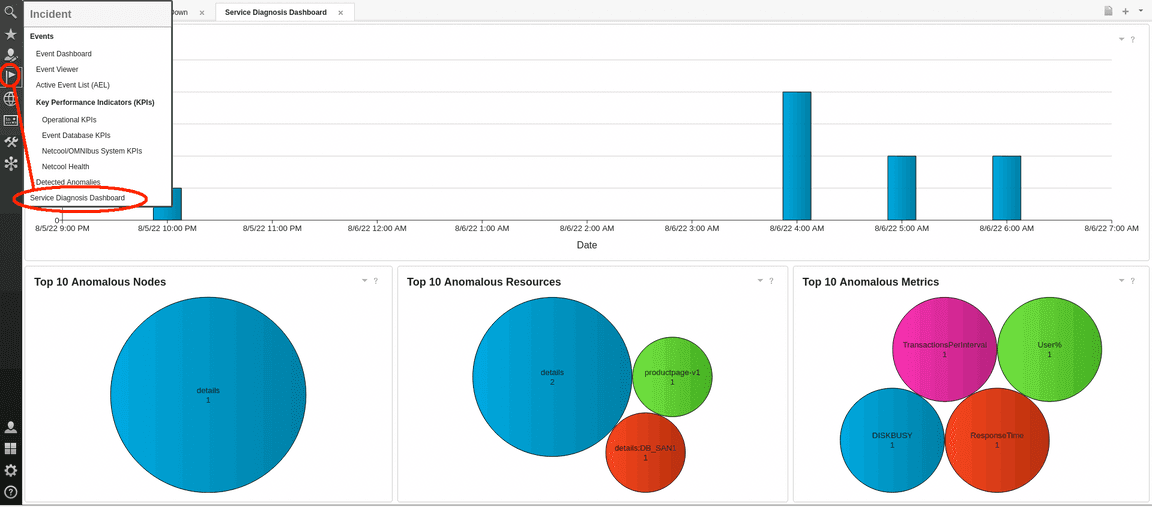 Incident
Down
Service Diagnosis Dashboard
Events
Event Dashboard
Event Viewer
Active Event List (AEL)
Key Performance Indicators (KPIs)
Operational KPIs
Event Database KPIs
Netcool/OMNIbus System KPIs
Netcool Health
Detected Anomalies
Service Diagnosis Dashboard
0
8/5/22 9:00 PM 8/5/22 10:00 PM 8/5/22 11:00 PM 8/6/22 12:00 AM 8/6/22 1:00 AM 8/6/22 2:00 AM 8/6/22 3:00 AM 8/6/22 4:00 AM 8/6/22 5:00 AM 8/6/22 6:00 AM 8/6/22 7:00 AM
Date
Top 10 Anomalous Nodes ?
details
1
Top 10 Anomalous Resources ?
details
2
productpage-v1
1
details:DB_SAN1
1
Top 10 Anomalous Metrics ?
TransactionsPerInterval
1
User%
1
DISKBUSY
1
ResponseTime
1